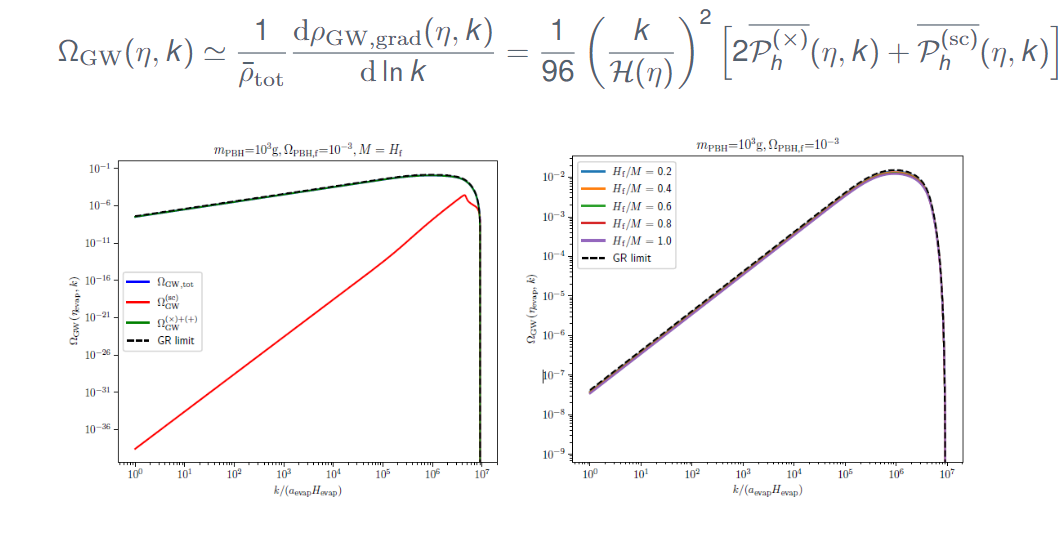 Ω_GW(η, k) ≃ 1/ρ̄_tot dρ_GW,grad(η, k)/d ln k = 1/96 (k/ℋ(η))² [2𝒫_h^(×)(η, k) + 𝒫_h^(sc)(η, k)]
m_PBH=10³g, Ω_PBH,f=10⁻³, M = H_f
10⁻¹
10⁻⁶
10⁻¹¹
10⁻¹⁶
10⁻²¹
10⁻²⁶
10⁻³¹
10⁻³⁶
Ω_GW(η_evap, k)
Ω_GW,tot
Ω_GW^(sc)
Ω_GW^(×)+(+)
GR limit
10⁰ 10¹ 10² 10³ 10⁴ 10⁵ 10⁶ 10⁷
k/(a_evap H_evap)
m_PBH=10³g, Ω_PBH,f=10⁻³
H_f/M = 0.2
H_f/M = 0.4
H_f/M = 0.6
H_f/M = 0.8
H_f/M = 1.0
GR limit
10⁻²
10⁻³
10⁻⁴
10⁻⁵
10⁻⁶
10⁻⁷
10⁻⁸
10⁻⁹
Ω_GW(η_evap, k)
10⁰ 10¹ 10² 10³ 10⁴ 10⁵ 10⁶ 10⁷
k/(a_evap H_evap)